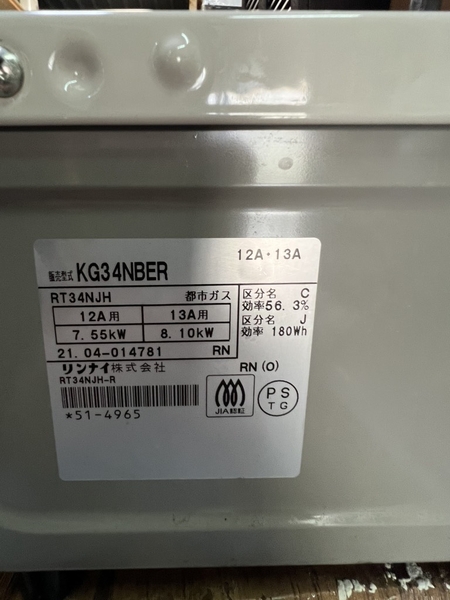 販売型式 KG34NBER 12A・13A
RT34NJH 都市ガス
12A用 13A用
7.55kW 8.10kW
区分名 C
効率56.3%
区分名 J
効率 180Wh
21.04-014781 RN
リンナイ株式会社 RN(O)
RT34NJH-R
*51-4965
JIA認証
PS
TG